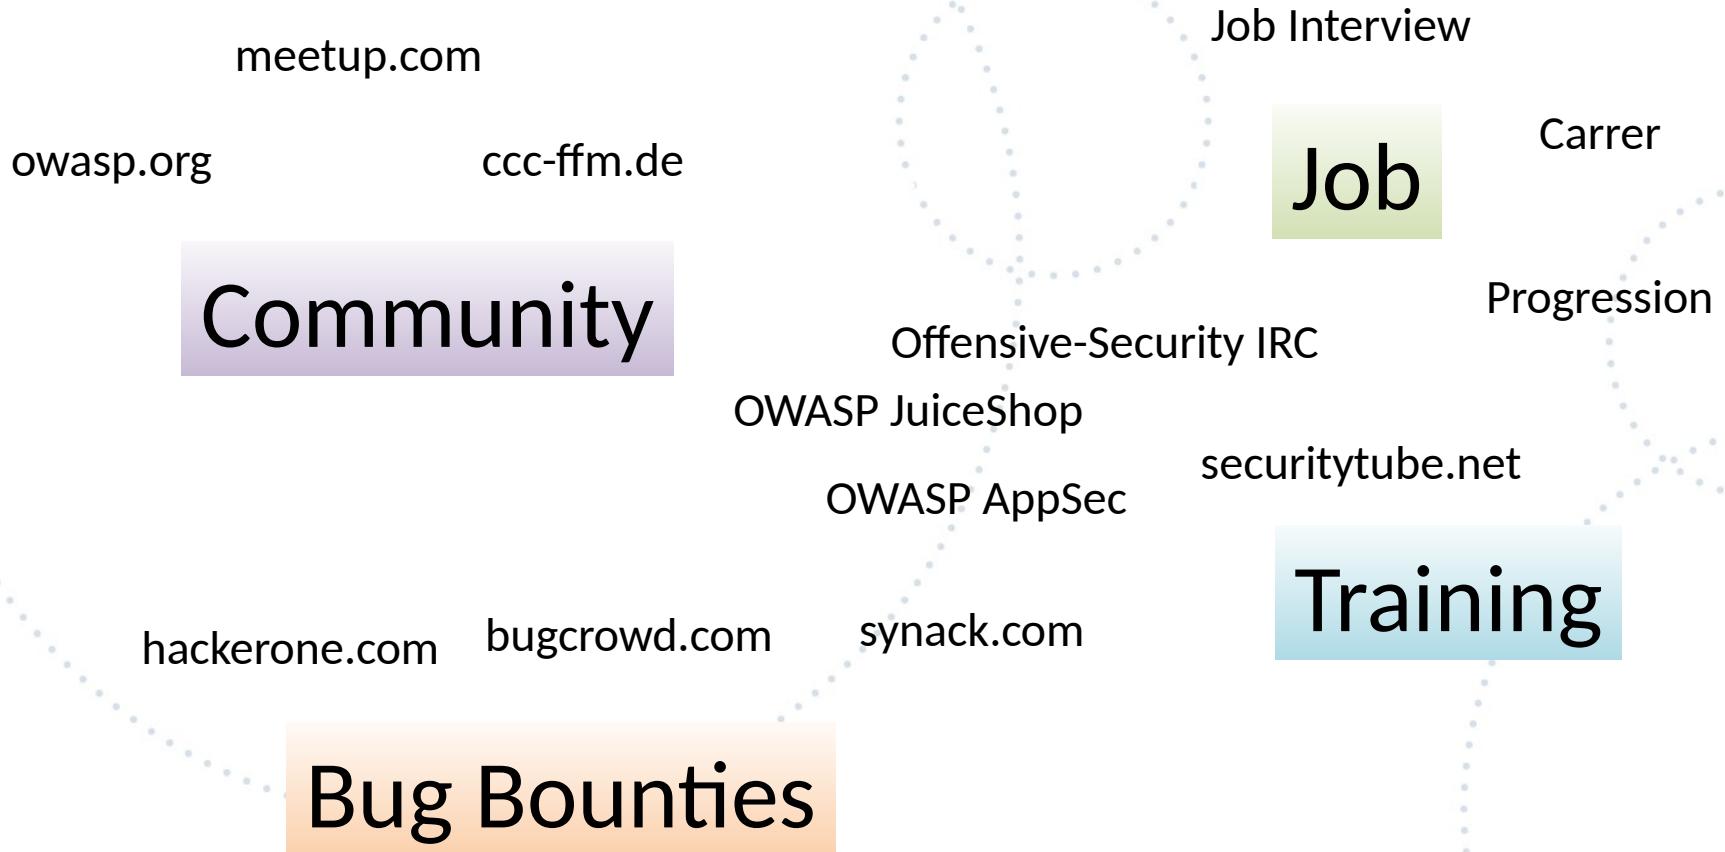 Job Interview
meetup.com
Carrer
owasp.org
ccc-ffm.de
Job
Community
Progression
Offensive-Security IRC
OWASP JuiceShop
securitytube.net
OWASP AppSec
Training
hackerone.com
bugcrowd.com
synack.com
Bug Bounties